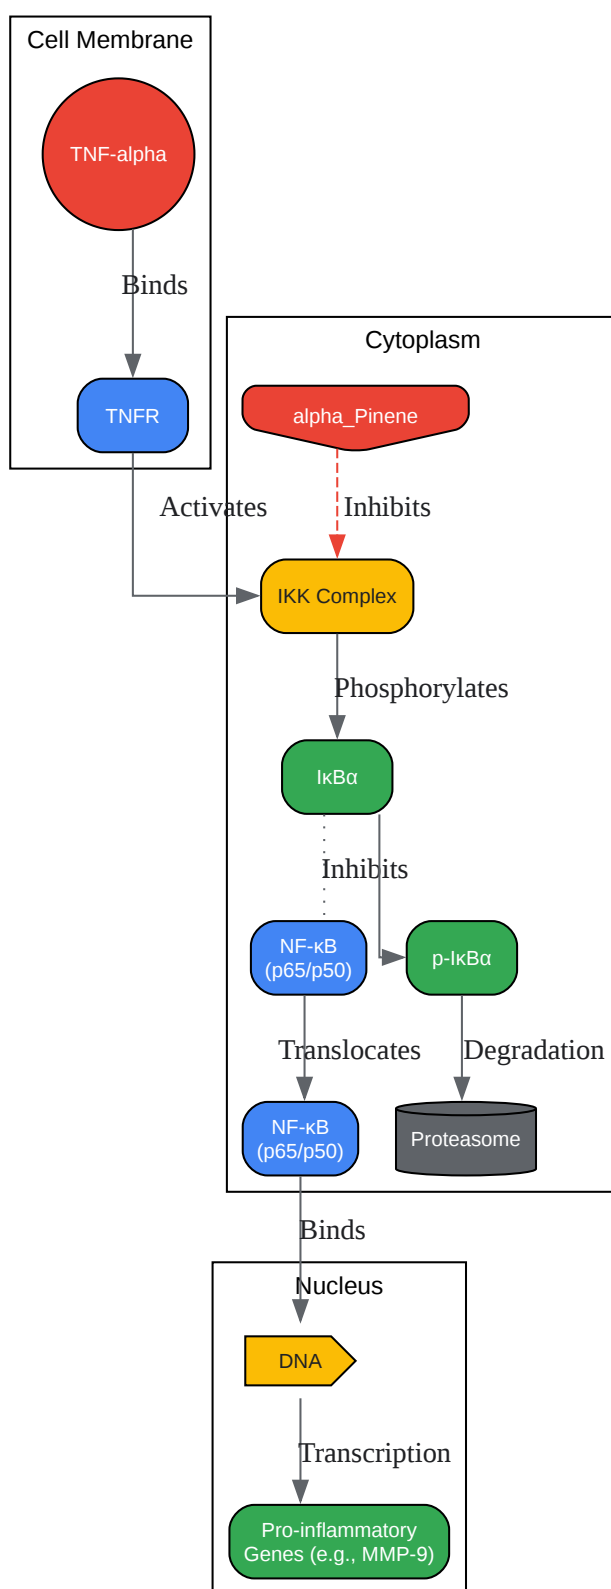 Cell Membrane
TNF-alpha
Binds
Cytoplasm
TNFR
alpha_Pinene
Activates
Inhibits
IKK Complex
Phosphorylates
IκBα
Inhibits
NF-κB
(p65/p50)
p-IκBα
Translocates
Degradation
NF-κB
(p65/p50)
Proteasome
Binds
Nucleus
DNA
Transcription
Pro-inflammatory
Genes (e.g., MMP-9)